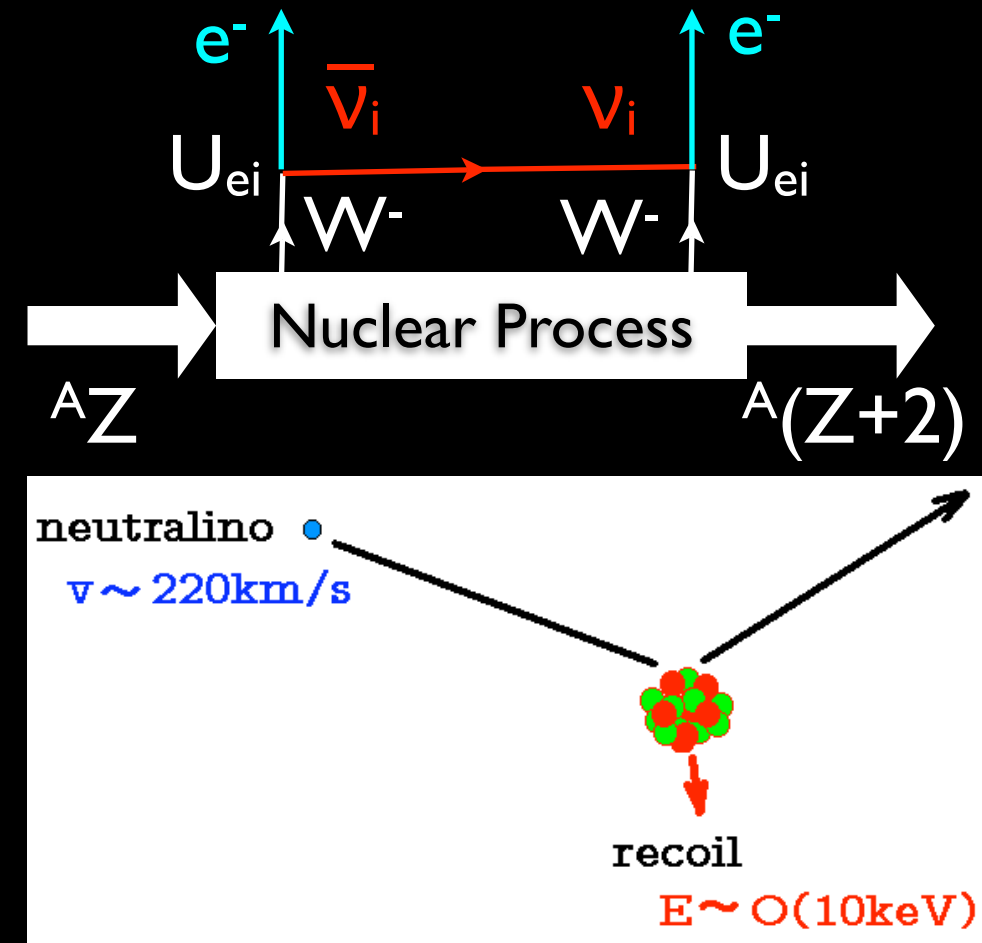 e⁻ e⁻
ν̅ᵢ νᵢ
Uₑᵢ Uₑᵢ
W⁻ W⁻
Nuclear Process
ᴬZ ᴬ(Z+2)
neutralino
v~220km/s
recoil
E~O(10keV)